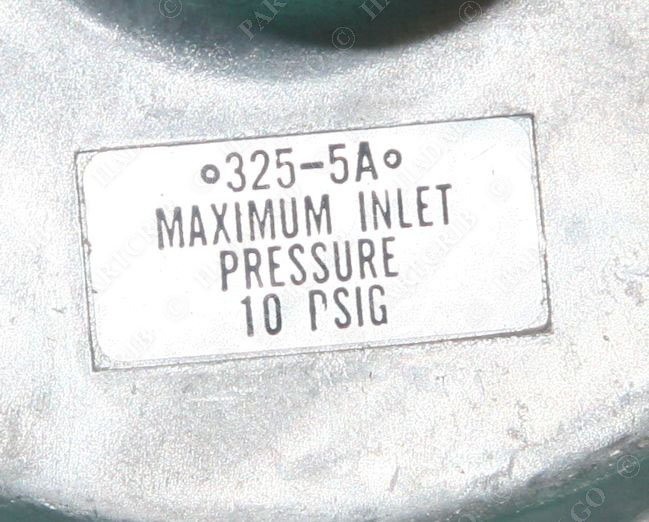 °325-5A°
MAXIMUM INLET
PRESSURE
10 PSIG